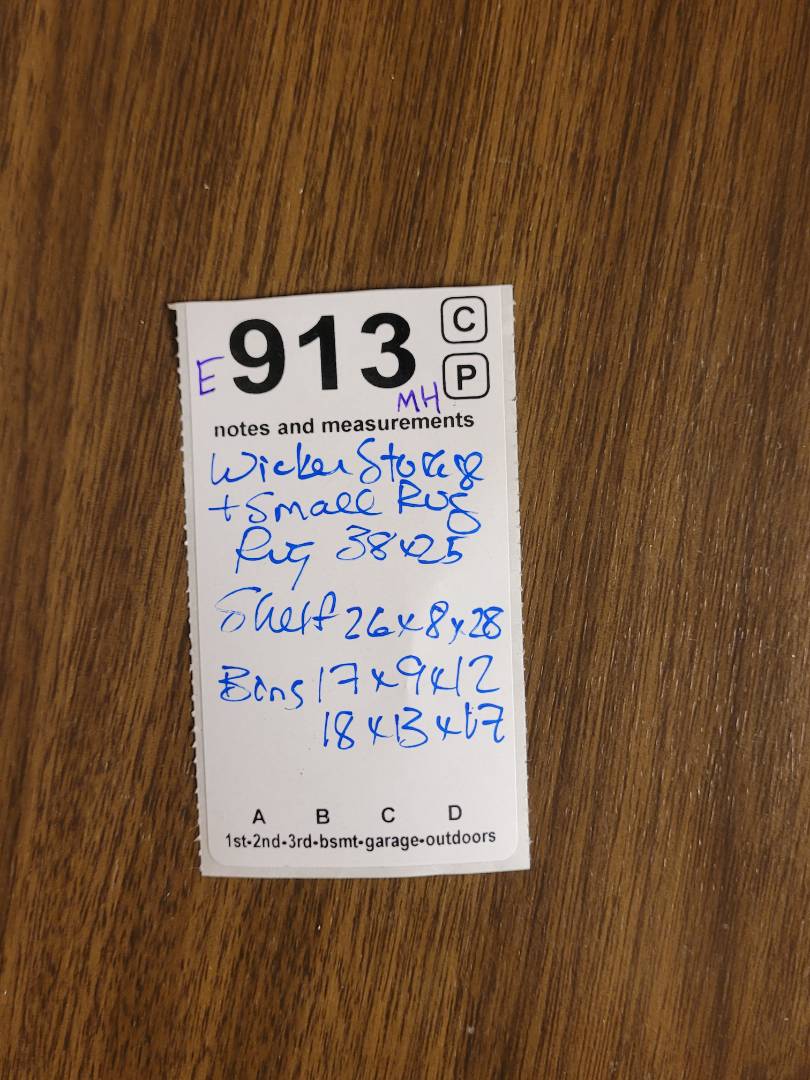 E 913 C
MH P
notes and measurements
Wicker Storage
+ Small Rug
Rug 38x25
Shelf 26x8x28
Bins 17x9x12
18x13x17
A B C D
1st-2nd-3rd-bsmt-garage-outdoors